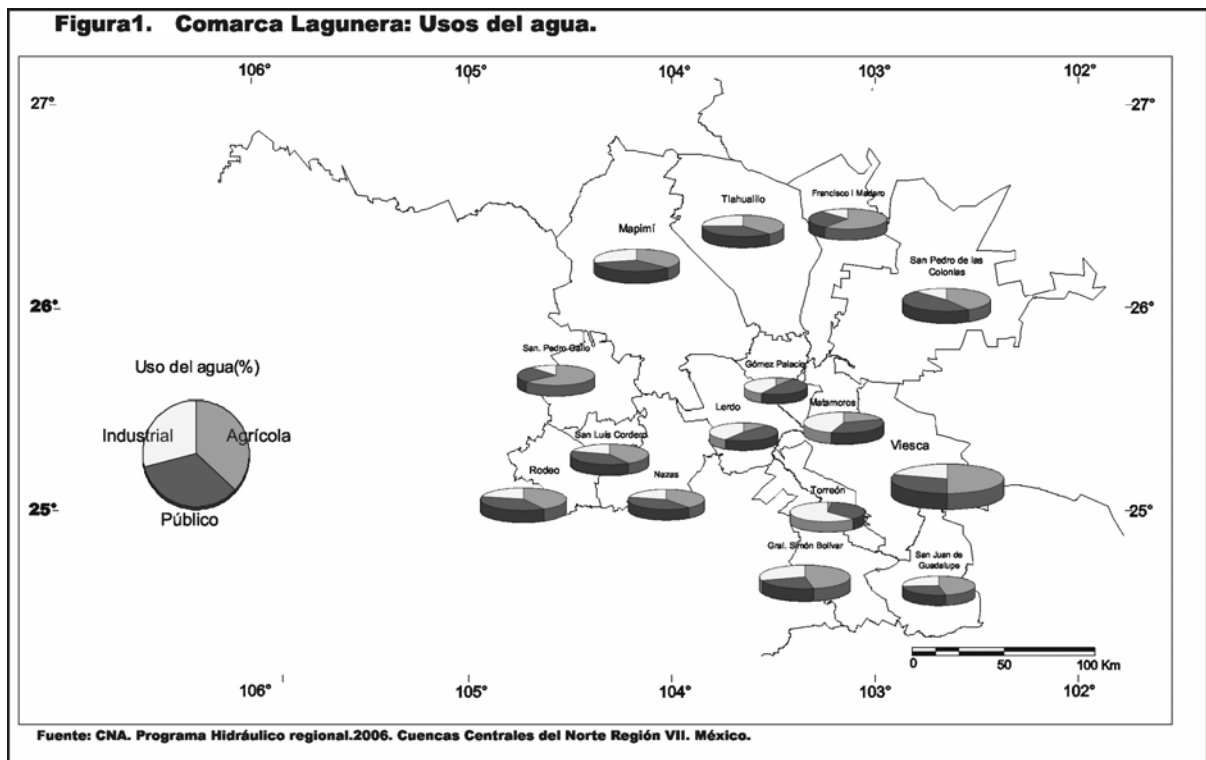 Figura1. Comarca Lagunera: Usos del agua.
106° 105° 104° 103° 102°
27° 27°
Francisco I Madero
Tlahualilo
Mapimí
San Pedro de las
Colonias
26° 26°
San. Pedro Gallo
Gómez Palacio
Uso del agua(%)
Lerdo
Matamoros
Industrial Agrícola
San Luis Cordero
Viesca
Rodeo
Nazas
Torreón
25° 25°
Público
Gral. Simón Bolívar
San Juan de
Guadalupe
0 50 100 Km
106° 105° 104° 103° 102°
Fuente: CNA. Programa Hidráulico regional.2006. Cuencas Centrales del Norte Región VII. México.